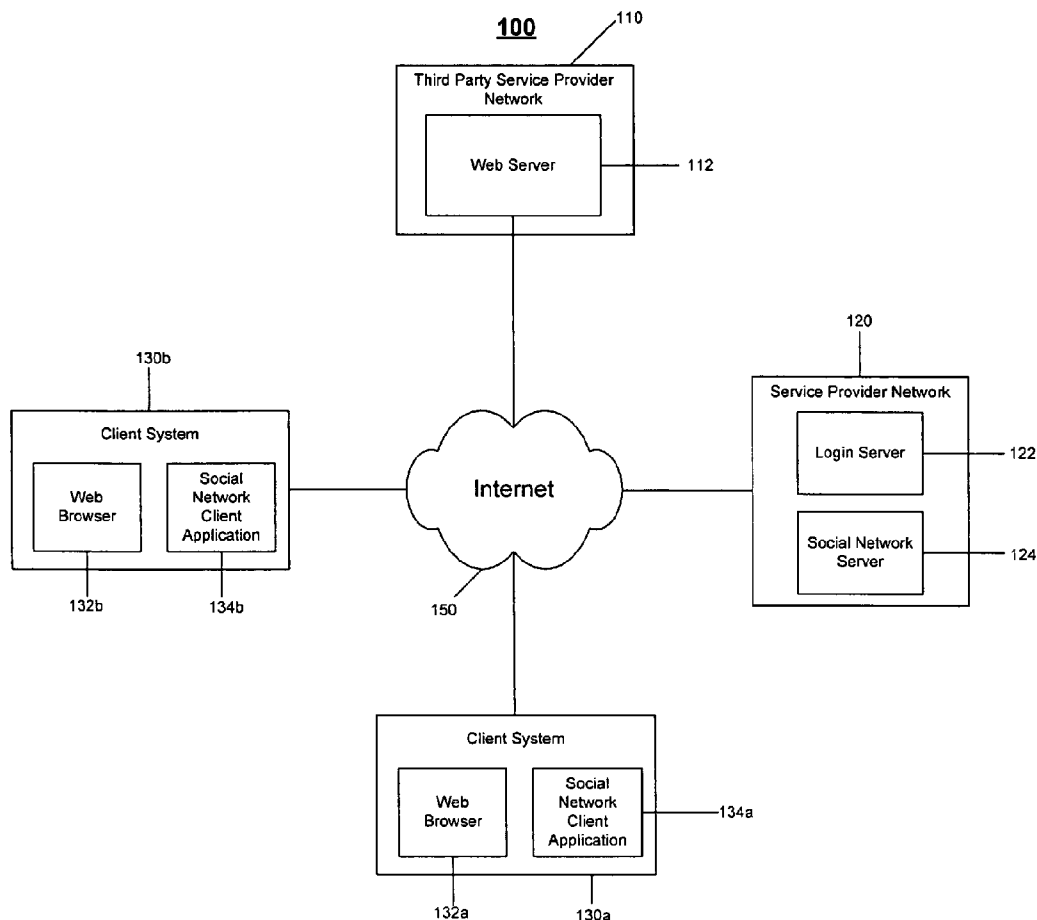 100
110
Third Party Service Provider
Network
Web Server
112
120
Service Provider Network
Login Server
122
Social Network
Server
124
130b
Client System
Web
Browser
Social
Network
Client
Application
132b
134b
Internet
150
Client System
Web
Browser
Social
Network
Client
Application
134a
132a
130a